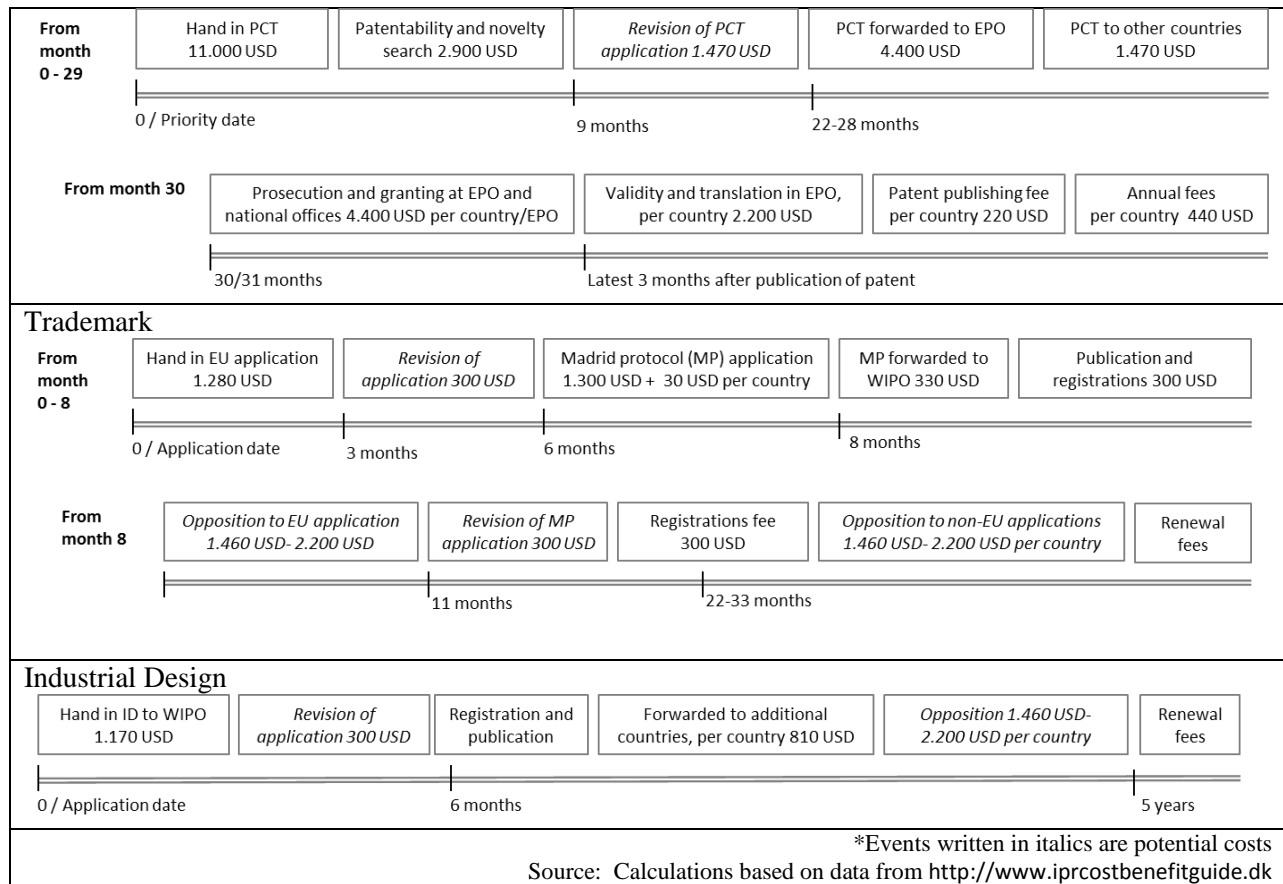 From
month
0 - 29
Hand in PCT
11.000 USD
Patentability and novelty
search 2.900 USD
Revision of PCT
application 1.470 USD
PCT forwarded to EPO
4.400 USD
PCT to other countries
1.470 USD
0 / Priority date
9 months
22-28 months
From month 30
Prosecution and granting at EPO and
national offices 4.400 USD per country/EPO
Validity and translation in EPO,
per country 2.200 USD
Patent publishing fee
per country 220 USD
Annual fees
per country 440 USD
30/31 months
Latest 3 months after publication of patent
Trademark
From
month
0 - 8
Hand in EU application
1.280 USD
Revision of
application 300 USD
Madrid protocol (MP) application
1.300 USD + 30 USD per country
MP forwarded to
WIPO 330 USD
Publication and
registrations 300 USD
0 / Application date
3 months
6 months
8 months
From
month 8
Opposition to EU application
1.460 USD- 2.200 USD
Revision of MP
application 300 USD
Registrations fee
300 USD
Opposition to non-EU applications
1.460 USD- 2.200 USD per country
Renewal
fees
11 months
22-33 months
Industrial Design
Hand in ID to WIPO
1.170 USD
Revision of
application 300 USD
Registration and
publication
Forwarded to additional
countries, per country 810 USD
Opposition 1.460 USD-
2.200 USD per country
Renewal
fees
0 / Application date
6 months
5 years
*Events written in italics are potential costs
Source: Calculations based on data from http://www.iprcostbenefitguide.dk